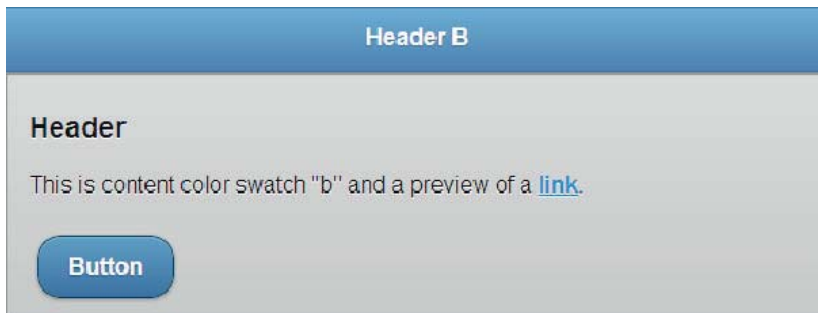 Header B
Header
This is content color swatch "b" and a preview of a link.
Button